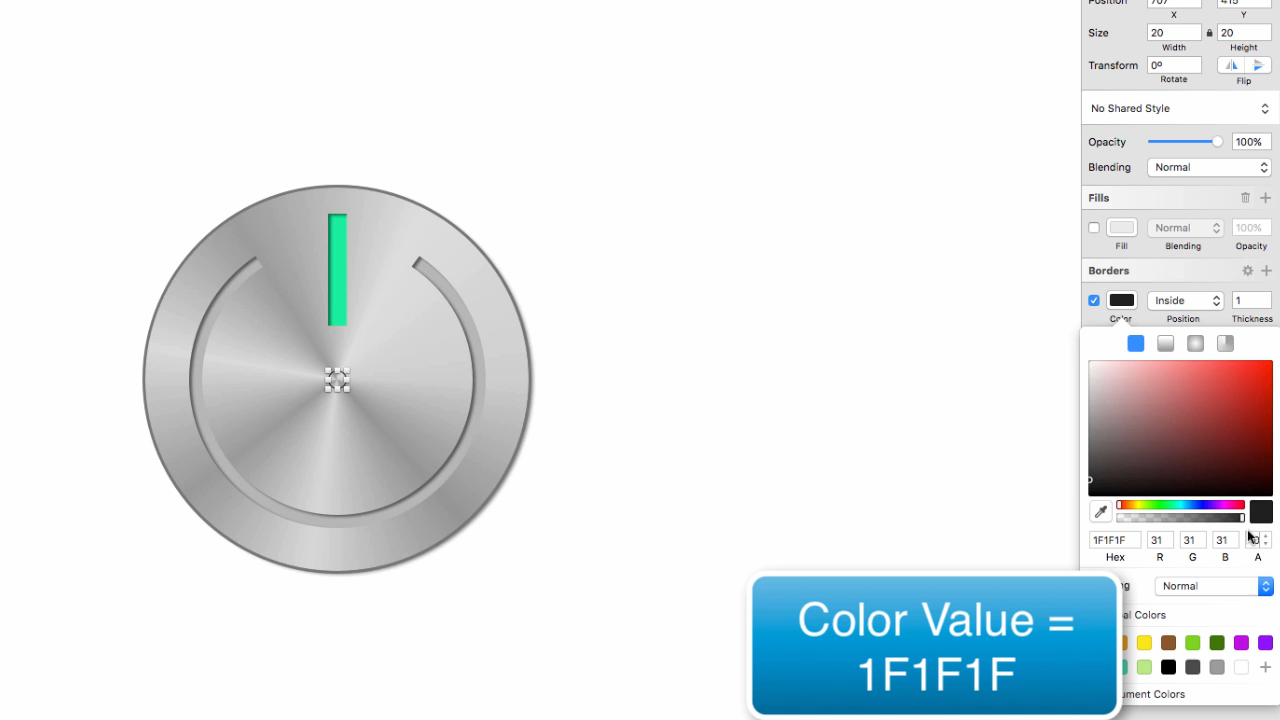 Position 707 415
X Y
Size 20 20
Width Height
Transform 0º
Rotate Flip
No Shared Style
Opacity 100%
Blending Normal
Fills
Normal 100%
Fill Blending Opacity
Borders
Inside 1
Color Position Thickness
1F1F1F 31 31 31
Hex R G B A
Normal
Color Value =
1F1F1F